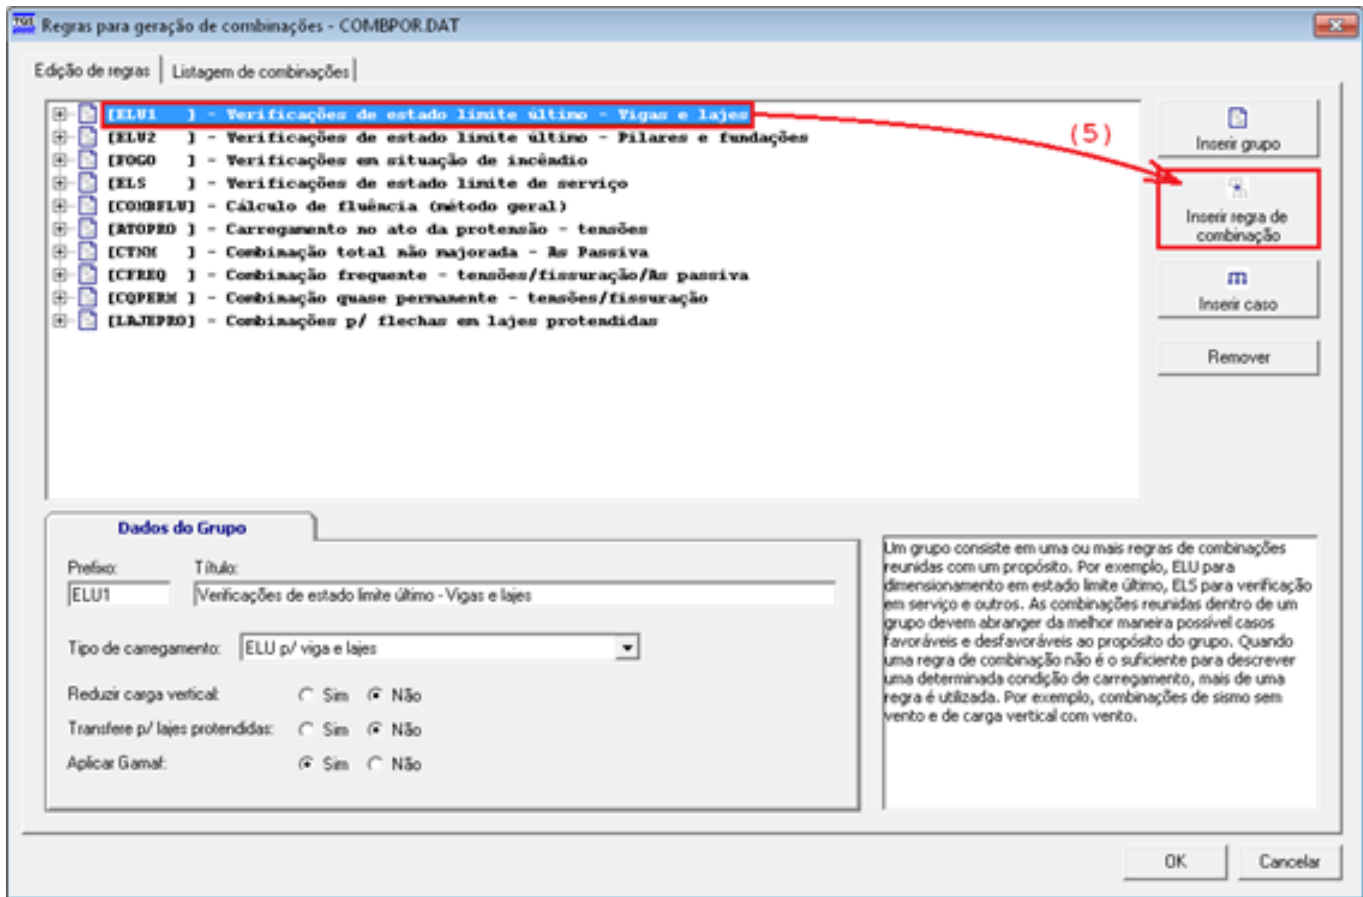 TQS Regras para geração de combinações - COMBPOR.DAT
Edição de regras Listagem de combinações
[ELU1 ] - Verificações de estado limite último - Vigas e lajes
[ELU2 ] - Verificações de estado limite último - Pilares e fundações
[FOGO ] - Verificações em situação de incêndio
[ELS ] - Verificações de estado limite de serviço
[COMBFLU] - Cálculo de fluência (método geral)
[ATOPRO ] - Carregamento no ato da protensão - tensões
[CTNM ] - Combinação total não majorada - As Passiva
[CFREQ ] - Combinação frequente - tensões/fissuração/As passiva
[CQPERM ] - Combinação quase permanente - tensões/fissuração
[LAJEPRO] - Combinações p/ flechas em lajes protendidas
(5)
Inserir grupo
Inserir regra de
combinação
m
Inserir caso
Remover
Dados do Grupo
Prefixo: Título:
ELU1 Verificações de estado limite último - Vigas e lajes
Tipo de carregamento: ELU p/ viga e lajes
Reduzir carga vertical: Sim Não
Transfere p/ lajes protendidas: Sim Não
Aplicar Gamaf: Sim Não
Um grupo consiste em uma ou mais regras de combinações
reunidas com um propósito. Por exemplo, ELU para
dimensionamento em estado limite último, ELS para verificação
em serviço e outros. As combinações reunidas dentro de um
grupo devem abranger da melhor maneira possível casos
favoráveis e desfavoráveis ao propósito do grupo. Quando
uma regra de combinação não é o suficiente para descrever
uma determinada condição de carregamento, mais de uma
regra é utilizada. Por exemplo, combinações de sismo sem
vento e de carga vertical com vento.
OK Cancelar